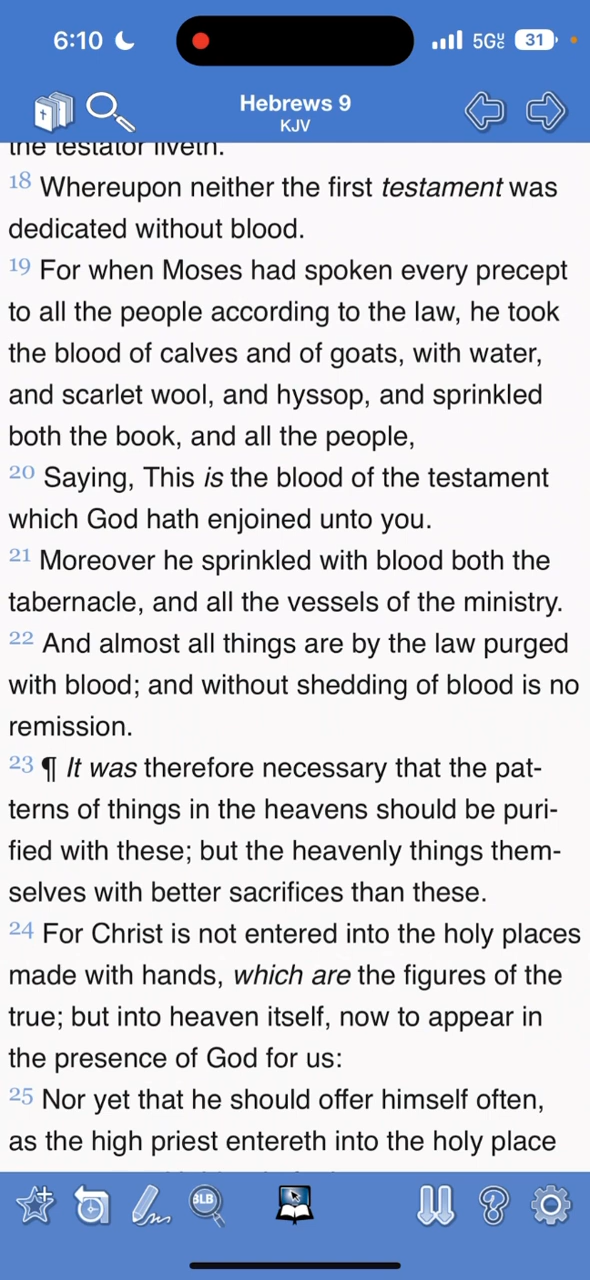 6:10
5GUC 31
Hebrews 9
KJV
the testator liveth.
18 Whereupon neither the first testament was
dedicated without blood.
19 For when Moses had spoken every precept
to all the people according to the law, he took
the blood of calves and of goats, with water,
and scarlet wool, and hyssop, and sprinkled
both the book, and all the people,
20 Saying, This is the blood of the testament
which God hath enjoined unto you.
21 Moreover he sprinkled with blood both the
tabernacle, and all the vessels of the ministry.
22 And almost all things are by the law purged
with blood; and without shedding of blood is no
remission.
23 ¶ It was therefore necessary that the pat-
terns of things in the heavens should be puri-
fied with these; but the heavenly things them-
selves with better sacrifices than these.
24 For Christ is not entered into the holy places
made with hands, which are the figures of the
true; but into heaven itself, now to appear in
the presence of God for us:
25 Nor yet that he should offer himself often,
as the high priest entereth into the holy place
BLB